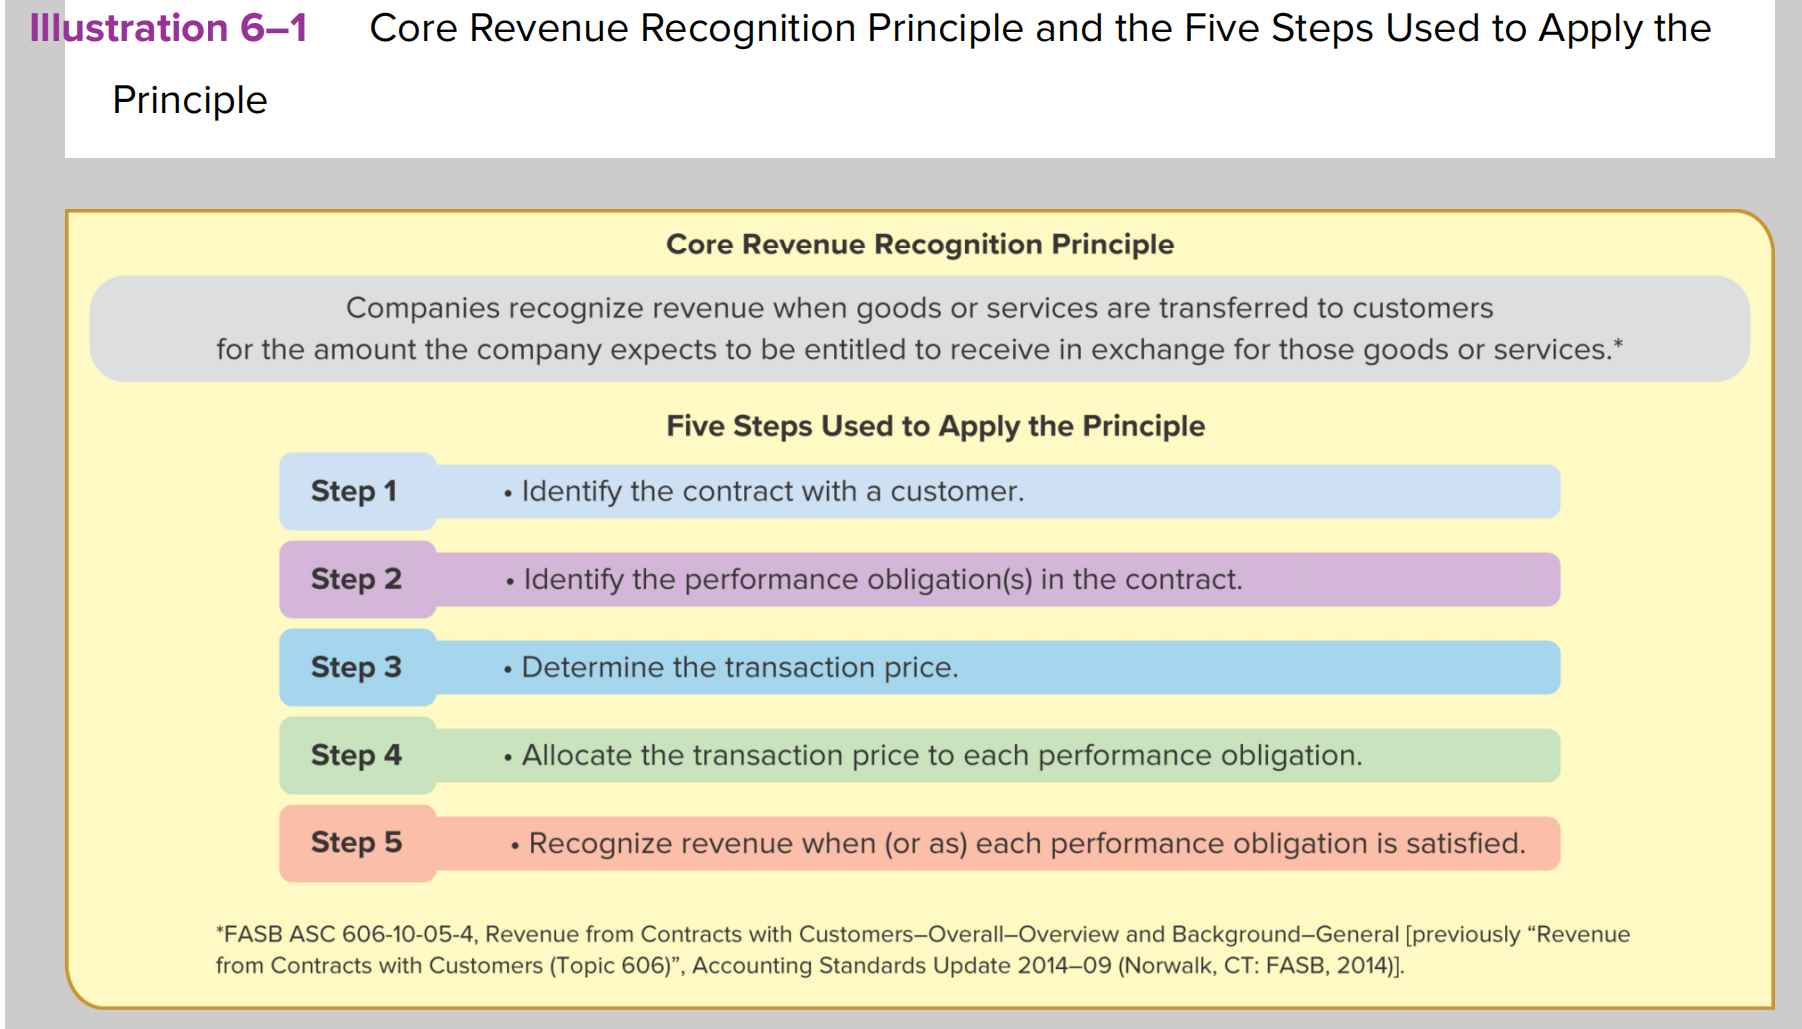 Illustration 6–1 Core Revenue Recognition Principle and the Five Steps Used to Apply the
Principle
Core Revenue Recognition Principle
Companies recognize revenue when goods or services are transferred to customers
for the amount the company expects to be entitled to receive in exchange for those goods or services.*
Five Steps Used to Apply the Principle
Step 1 • Identify the contract with a customer.
Step 2 • Identify the performance obligation(s) in the contract.
Step 3 • Determine the transaction price.
Step 4 • Allocate the transaction price to each performance obligation.
Step 5 • Recognize revenue when (or as) each performance obligation is satisfied.
*FASB ASC 606-10-05-4, Revenue from Contracts with Customers–Overall–Overview and Background–General [previously “Revenue
from Contracts with Customers (Topic 606)”, Accounting Standards Update 2014–09 (Norwalk, CT: FASB, 2014)].